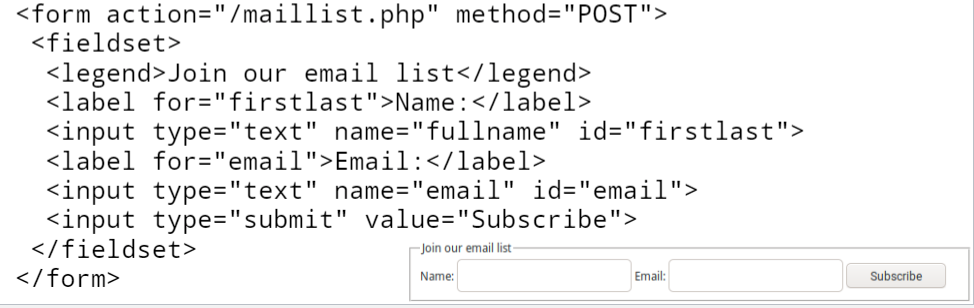 <form action="/maillist.php" method="POST">
<fieldset>
<legend>Join our email list</legend>
<label for="firstlast">Name:</label>
<input type="text" name="fullname" id="firstlast">
<label for="email">Email:</label>
<input type="text" name="email" id="email">
<input type="submit" value="Subscribe">
</fieldset>
</form>
Join our email list
Name: Email: Subscribe